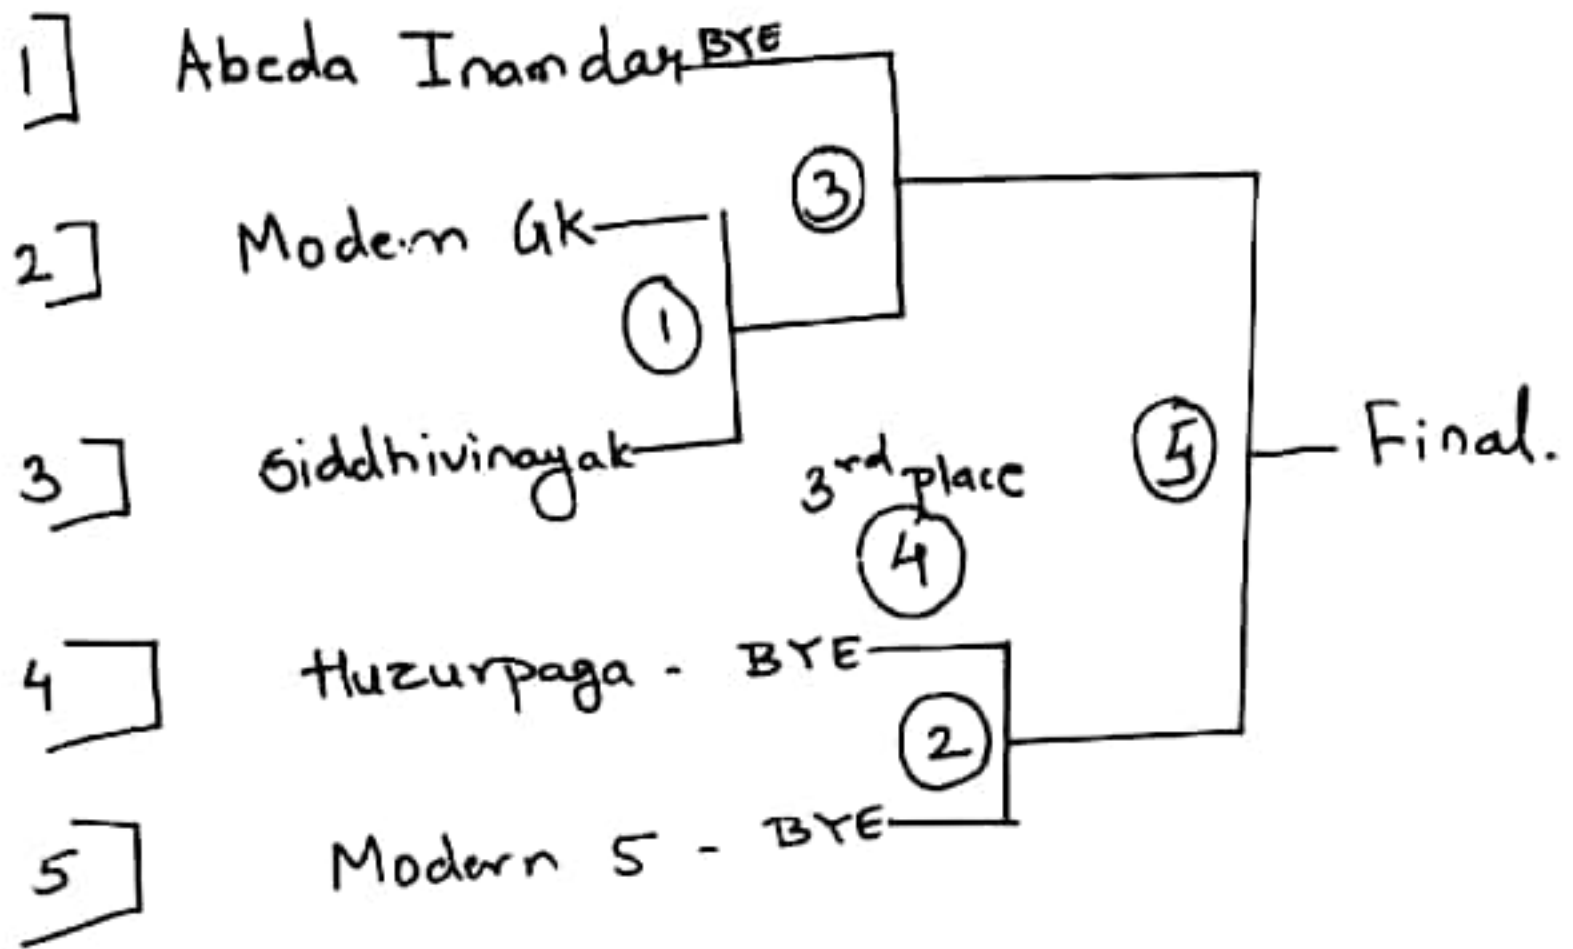 1] Abeda Inamdar BYE
3
2] Modern GK
1
3] Siddhivinayak
3rd place
4
5
Final.
4] Huzurpaga - BYE
2
5] Modern 5 - BYE